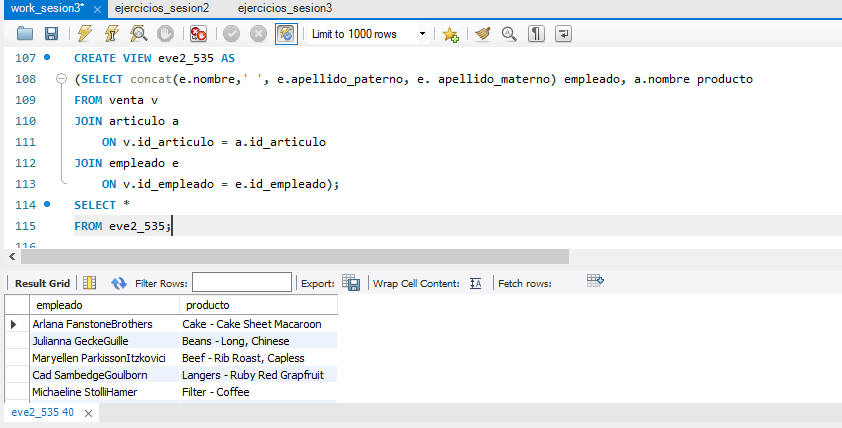 work_sesion3* × ejercicios_sesion2 ejercicios_sesion3
Limit to 1000 rows
107 CREATE VIEW eve2_535 AS
108 (SELECT concat(e.nombre,' ', e.apellido_paterno, e. apellido_materno) empleado, a.nombre producto
109 FROM venta v
110 JOIN articulo a
111 ON v.id_articulo = a.id_articulo
112 JOIN empleado e
113 ON v.id_empleado = e.id_empleado);
114 SELECT *
115 FROM eve2_535;
116
Result Grid Filter Rows: Export: Wrap Cell Content: Fetch rows:
empleado producto
Arlana FanstoneBrothers Cake - Cake Sheet Macaroon
Julianna GeckeGuille Beans - Long, Chinese
Maryellen ParkissonItzkovici Beef - Rib Roast, Capless
Cad SambedgeGoulborn Langers - Ruby Red Grapfruit
Michaeline StolliHamer Filter - Coffee
eve2_535 40 ×